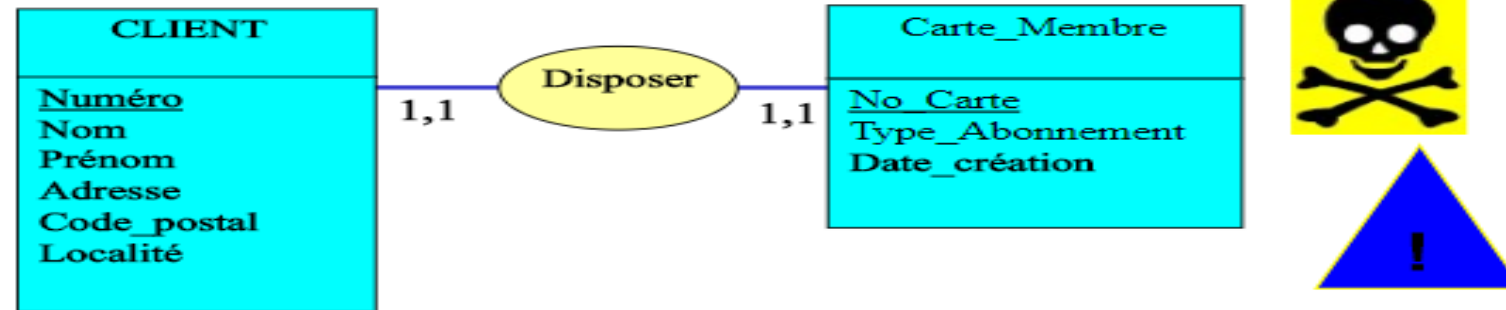 CLIENT
Numéro
Nom
Prénom
Adresse
Code_postal
Localité
1,1
Disposer
1,1
Carte_Membre
No_Carte
Type_Abonnement
Date_création
!